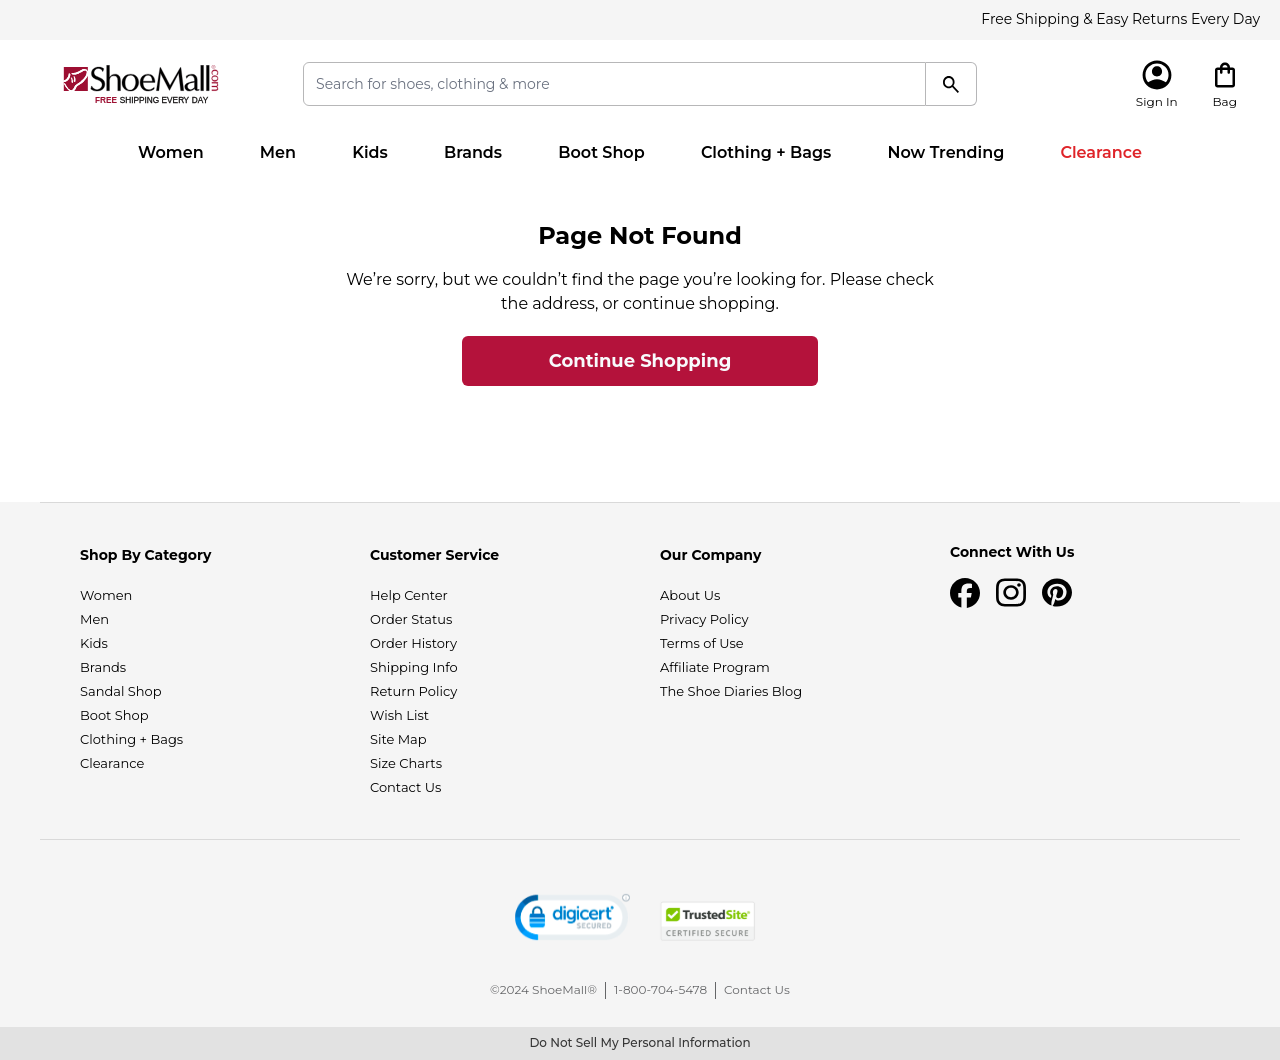 Free Shipping & Easy Returns Every Day
ShoeMall.com
FREE SHIPPING EVERY DAY
Search for shoes, clothing & more
Sign In
Bag
Women Men Kids Brands Boot Shop Clothing + Bags Now Trending Clearance
Page Not Found
We’re sorry, but we couldn’t find the page you’re looking for. Please check
the address, or continue shopping.
Continue Shopping
Shop By Category
Women
Men
Kids
Brands
Sandal Shop
Boot Shop
Clothing + Bags
Clearance
Customer Service
Help Center
Order Status
Order History
Shipping Info
Return Policy
Wish List
Site Map
Size Charts
Contact Us
Our Company
About Us
Privacy Policy
Terms of Use
Affiliate Program
The Shoe Diaries Blog
Connect With Us
digicert
SECURED
TrustedSite
CERTIFIED SECURE
©2024 ShoeMall® 1-800-704-5478 Contact Us
Do Not Sell My Personal Information